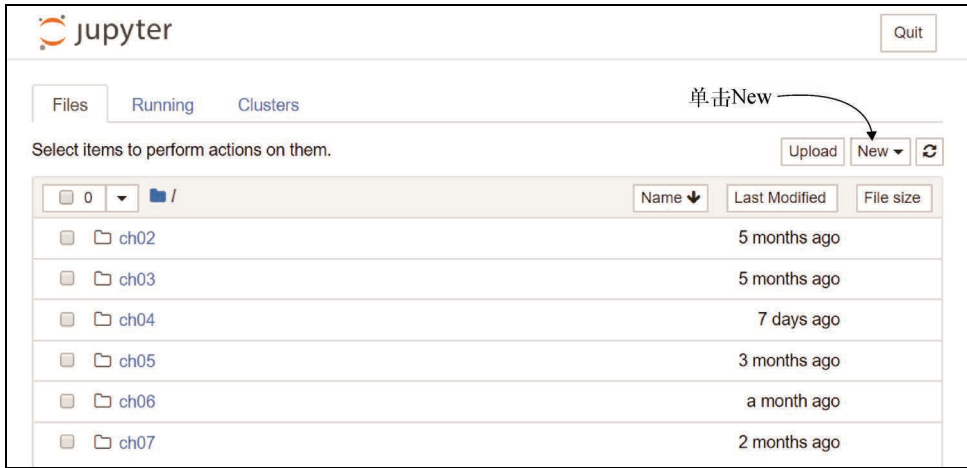 jupyter
Quit
Files Running Clusters
单击New
Select items to perform actions on them.
Upload New
0 / Name Last Modified File size
ch02 5 months ago
ch03 5 months ago
ch04 7 days ago
ch05 3 months ago
ch06 a month ago
ch07 2 months ago